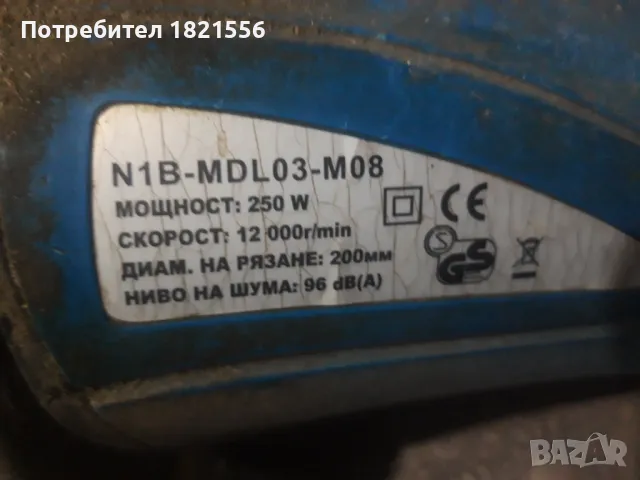 Потребител 1821556
N1B-MDL03-M08
МОЩНОСТ: 250 W
СКОРОСТ: 12 000r/min
ДИАМ. НА РЯЗАНЕ: 200мм
НИВО НА ШУМА: 96 dB(A)
CE
S
GS
BAZAR